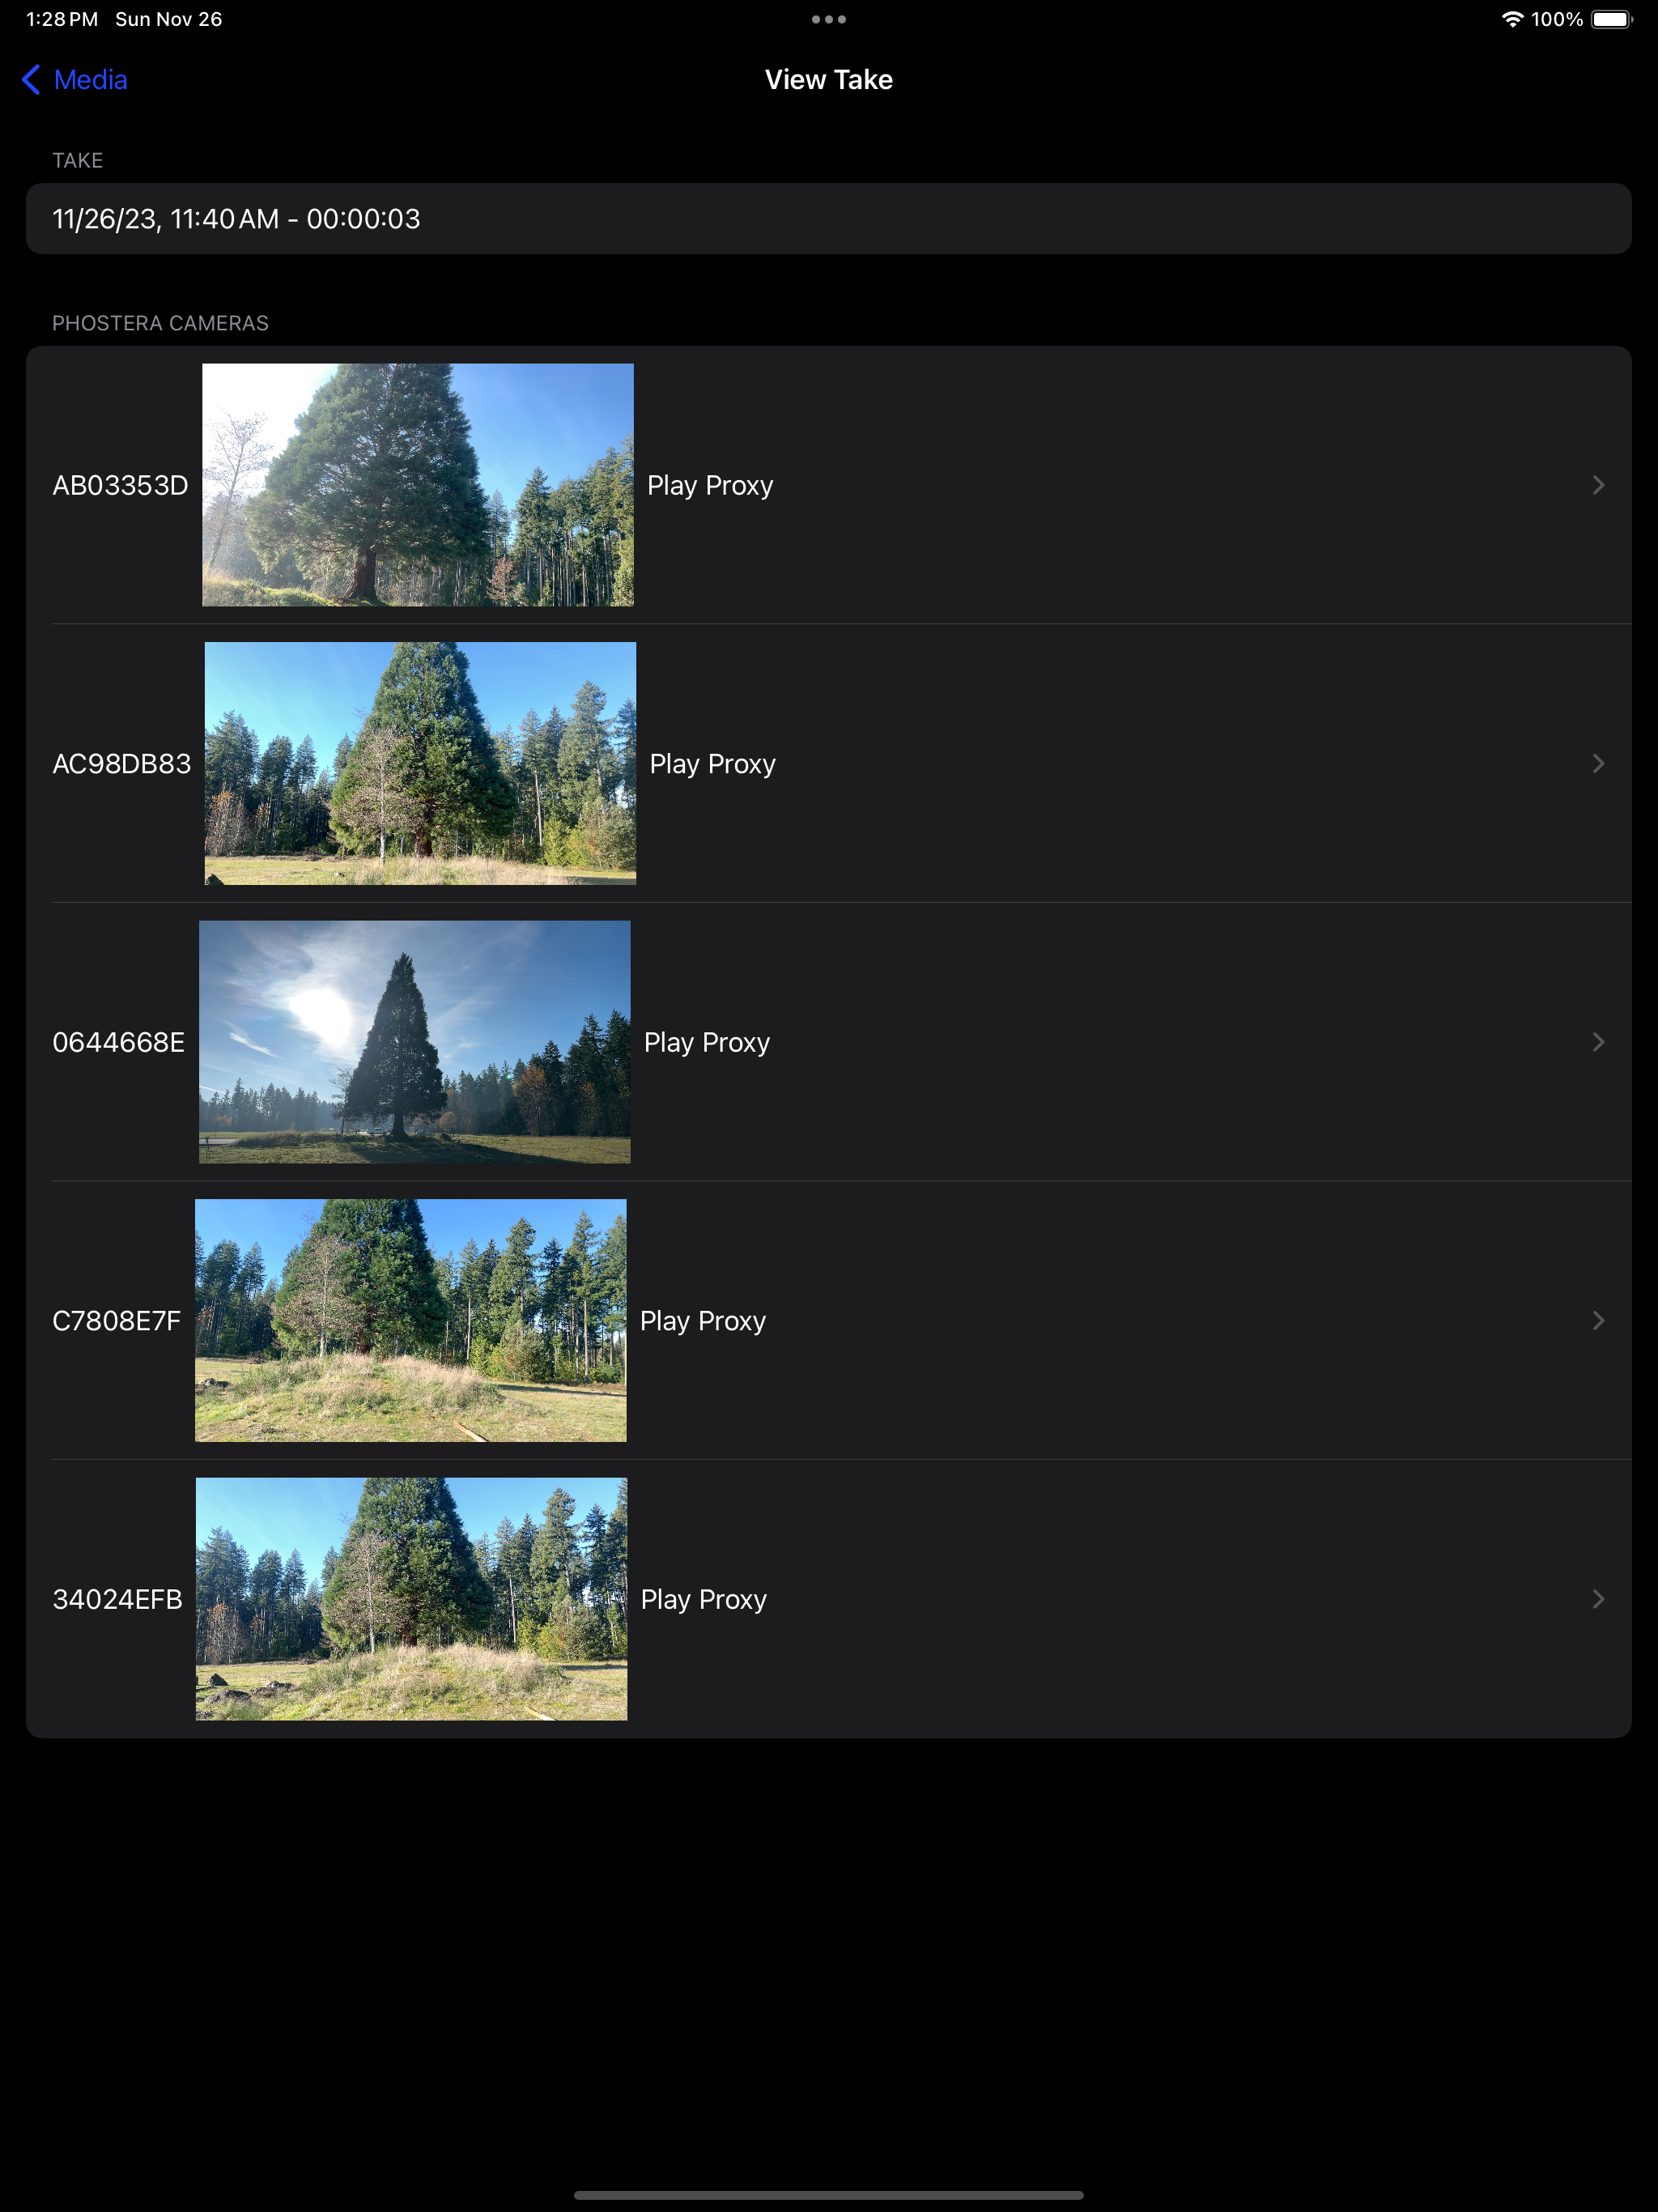 1:28 PM Sun Nov 26
100%
Media
View Take
TAKE
11/26/23, 11:40 AM - 00:00:03
PHOSTERA CAMERAS
AB03353D Play Proxy
AC98DB83 Play Proxy
0644668E Play Proxy
C7808E7F Play Proxy
34024EFB Play Proxy